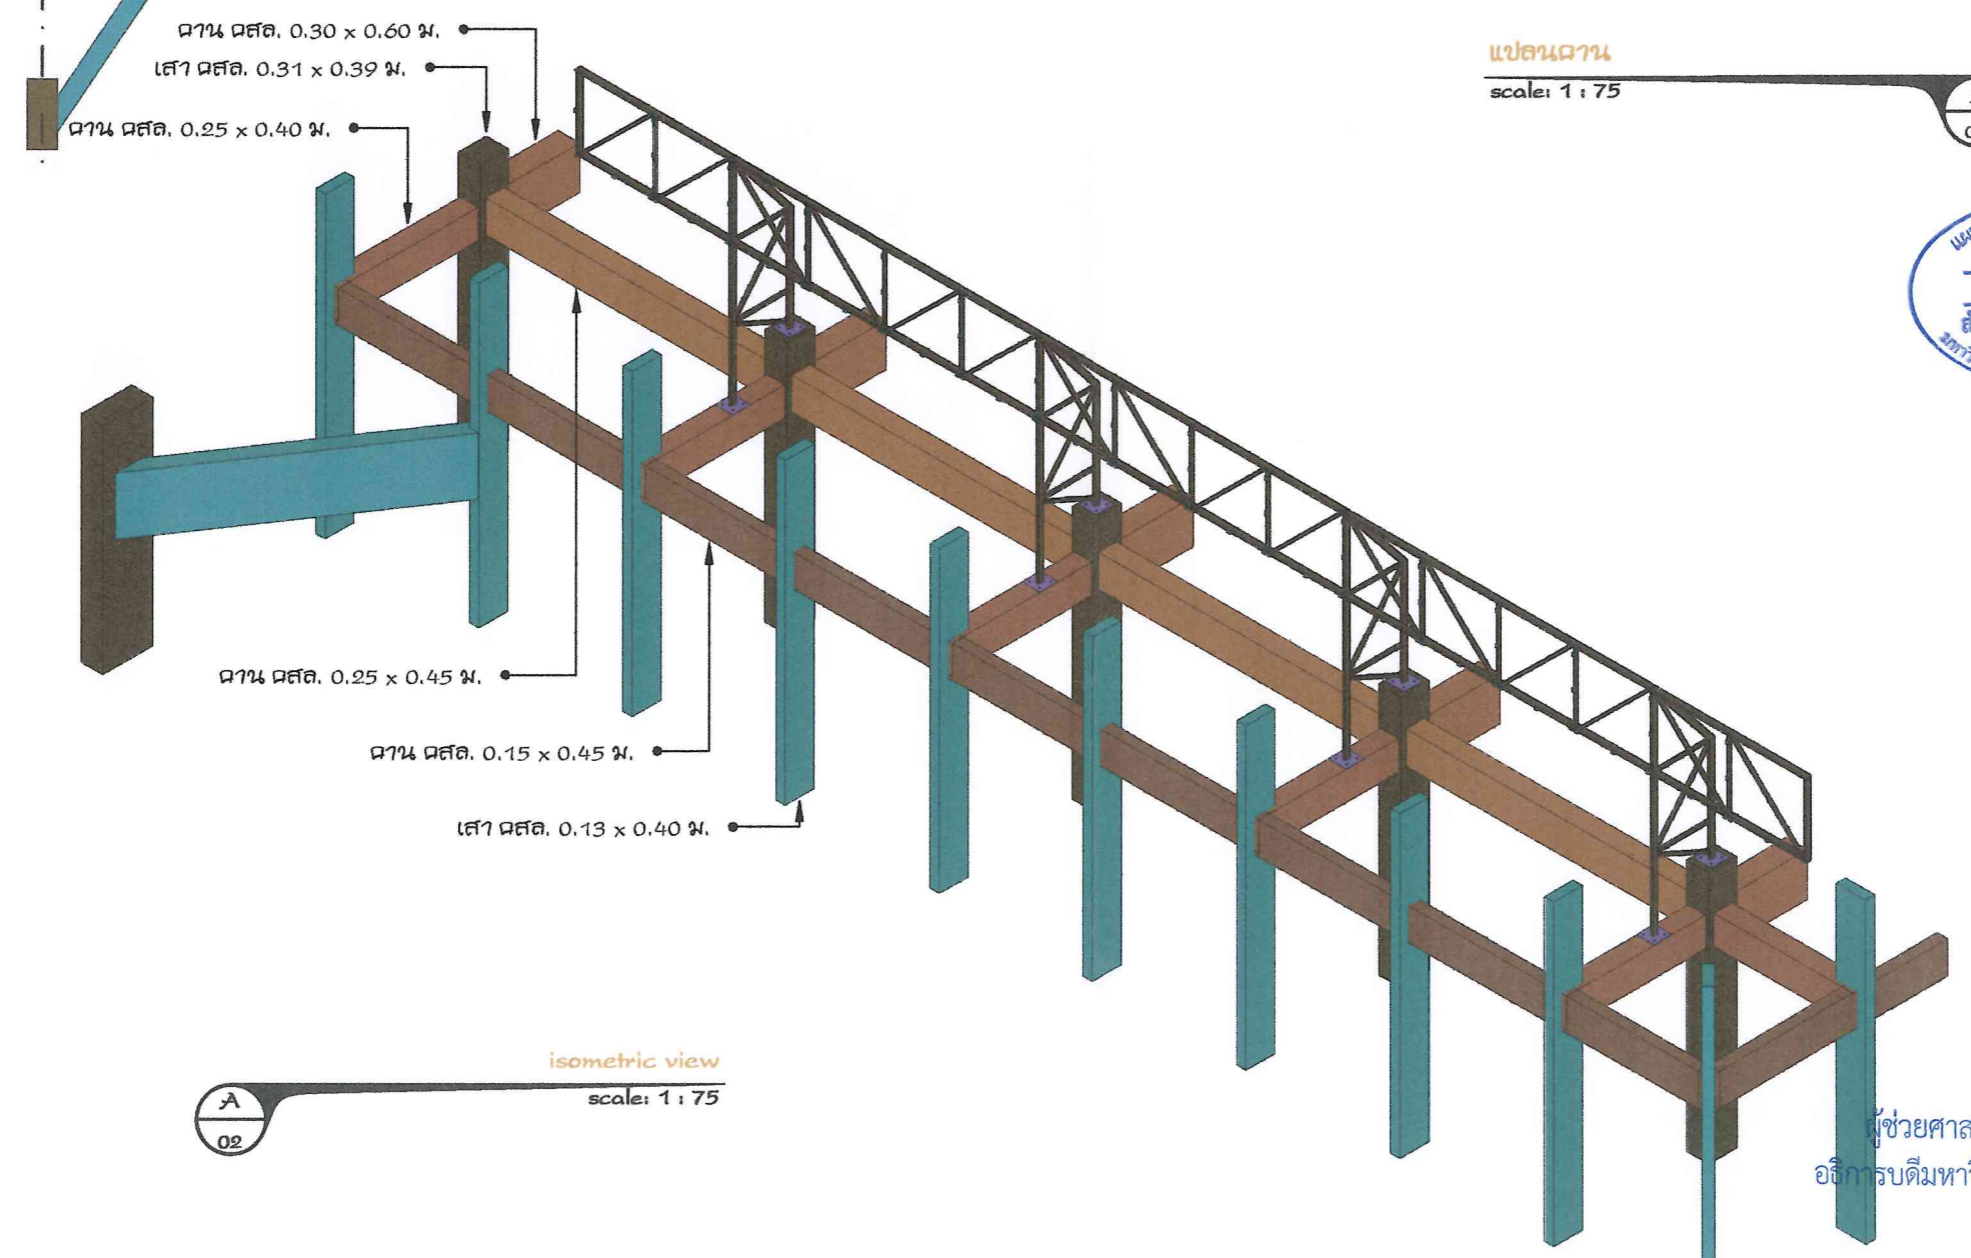 คาน คสล. 0.30 x 0.60 ม.
เสา คสล. 0.31 x 0.39 ม.
คาน คสล. 0.25 x 0.40 ม.
แปลนคาน
scale: 1 : 75
คาน คสล. 0.25 x 0.45 ม.
คาน คสล. 0.15 x 0.45 ม.
เสา คสล. 0.13 x 0.40 ม.
isometric view
scale: 1 : 75
A
02
ผู้ช่วยศาส
อธิการบดีมหาวิ